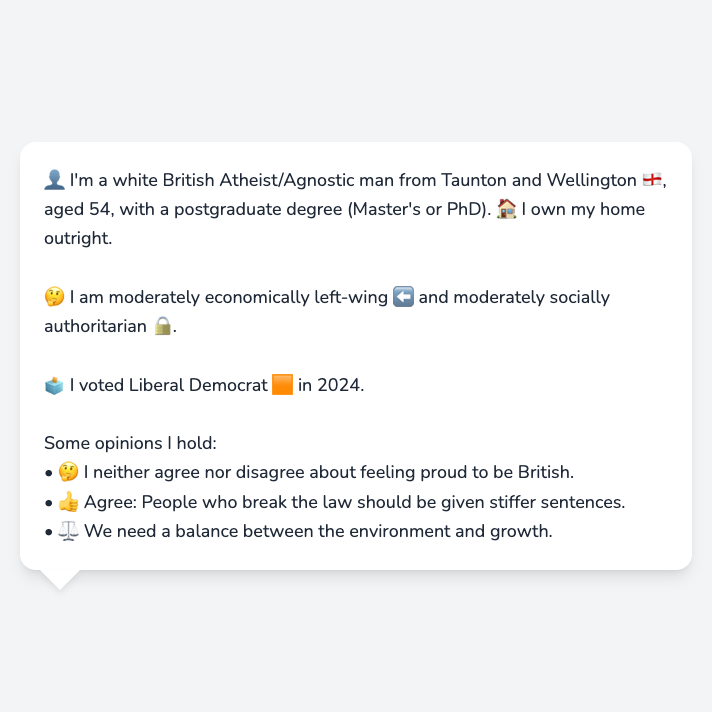 👤 I'm a white British Atheist/Agnostic man from Taunton and Wellington 🏴󠁧󠁢󠁥󠁮󠁧󠁿,
aged 54, with a postgraduate degree (Master's or PhD). 🏠 I own my home
outright.
🤔 I am moderately economically left-wing ⬅️ and moderately socially
authoritarian 🔒.
🗳️ I voted Liberal Democrat 🟧 in 2024.
Some opinions I hold:
• 🤔 I neither agree nor disagree about feeling proud to be British.
• 👍 Agree: People who break the law should be given stiffer sentences.
• ⚖️ We need a balance between the environment and growth.